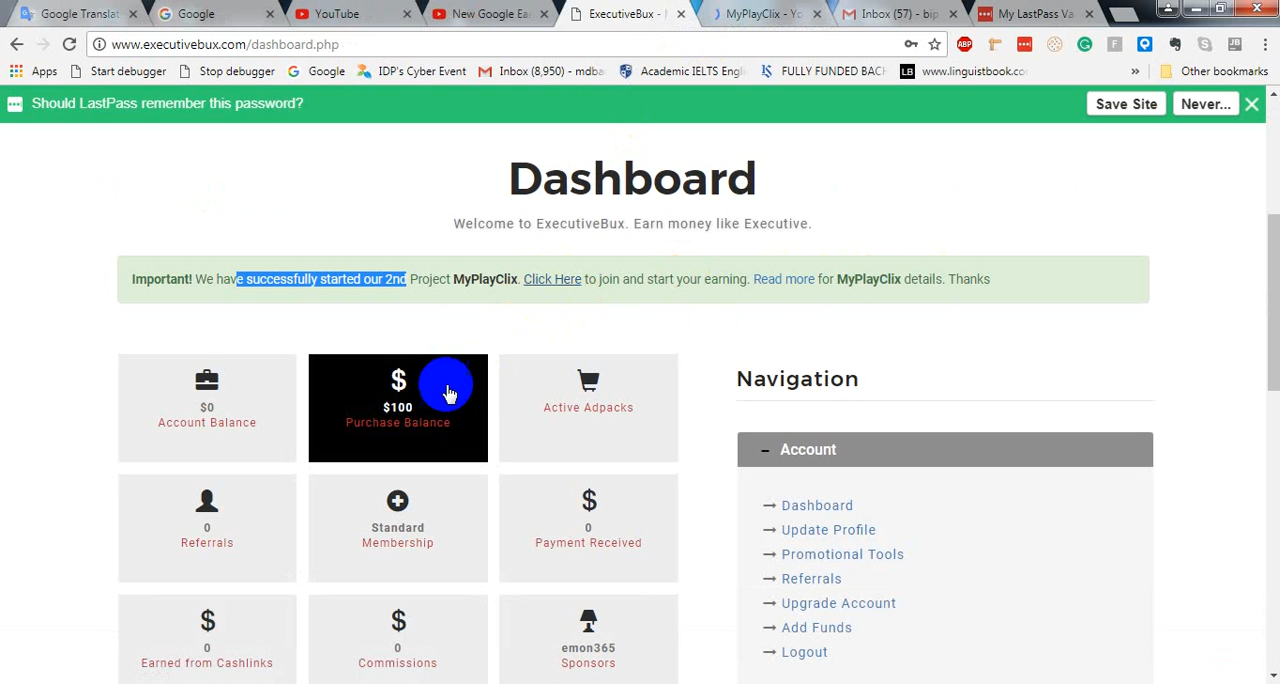 Google Translat
Google
YouTube
New Google Ea
ExecutiveBux -
MyPlayClix - Yo
Inbox (57) - bip
My LastPass Va
www.executivebux.com/dashboard.php
ABP
Apps
Start debugger
Stop debugger
Google
IDP's Cyber Event
Inbox (8,950) - mdba
Academic IELTS Engl
FULLY FUNDED BACH
LB
www.linguistbook.co
»
Other bookmarks
Should LastPass remember this password?
Save Site
Never...
Dashboard
Welcome to ExecutiveBux. Earn money like Executive.
Important! We have successfully started our 2nd Project MyPlayClix. Click Here to join and start your earning. Read more for MyPlayClix details. Thanks
$0
Account Balance
$
$100
Purchase Balance
Active Adpacks
0
Referrals
Standard
Membership
$
0
Payment Received
$
0
Earned from Cashlinks
$
0
Commissions
emon365
Sponsors
Navigation
– Account
Dashboard
Update Profile
Promotional Tools
Referrals
Upgrade Account
Add Funds
Logout